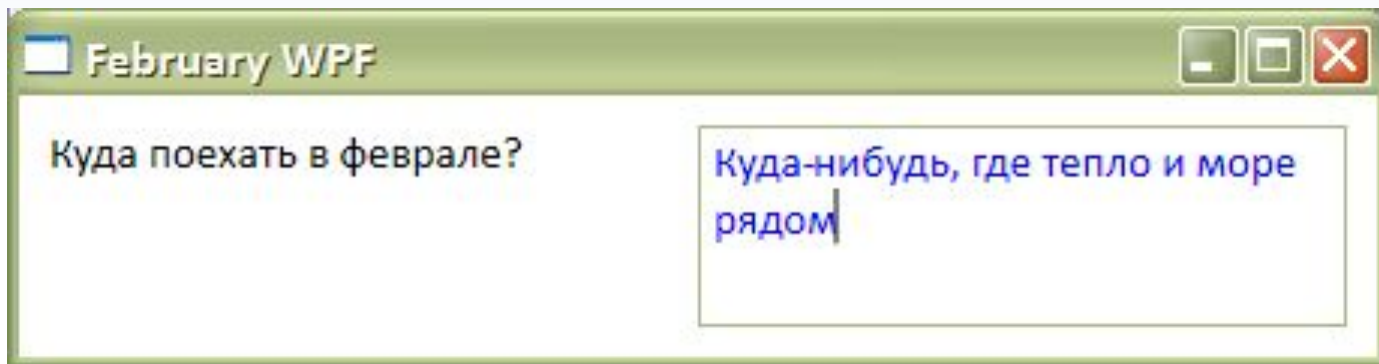 February WPF
Куда поехать в феврале?
Куда-нибудь, где тепло и море
рядом